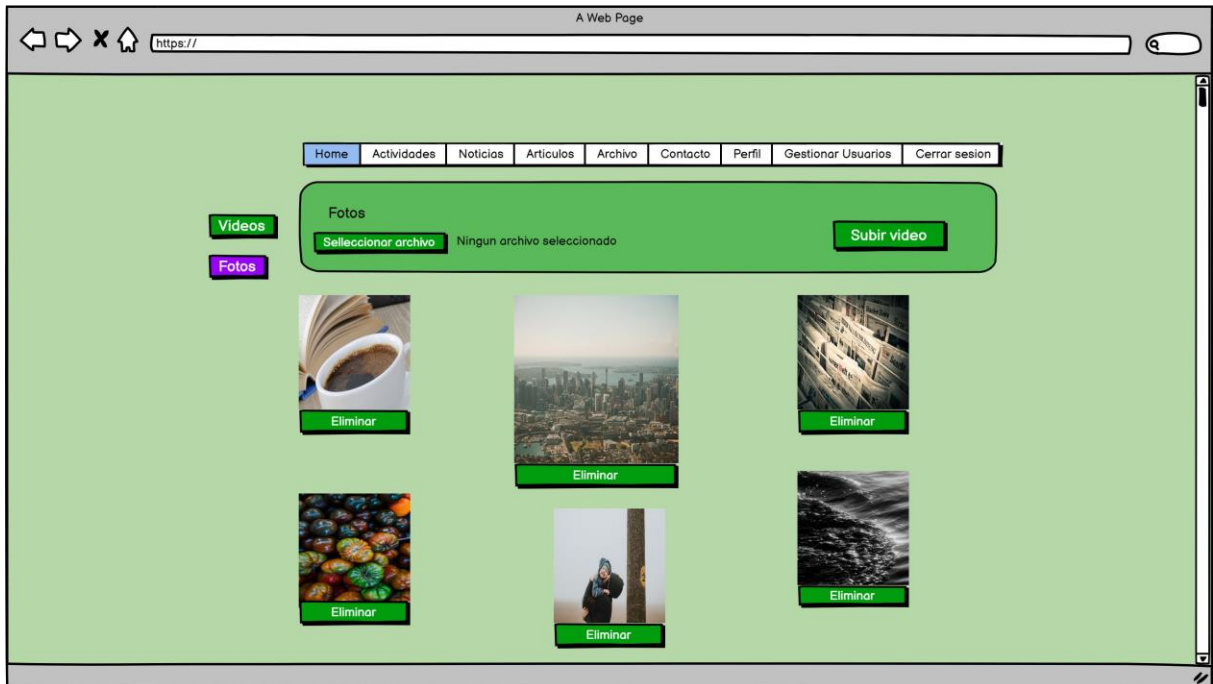 A Web Page
https://
Home Actividades Noticias Articulos Archivo Contacto Perfil Gestionar Usuarios Cerrar sesion
Videos
Fotos
Fotos
Selleccionar archivo Ningun archivo seleccionado
Subir video
Eliminar
Eliminar
Eliminar
Eliminar
Eliminar
Eliminar